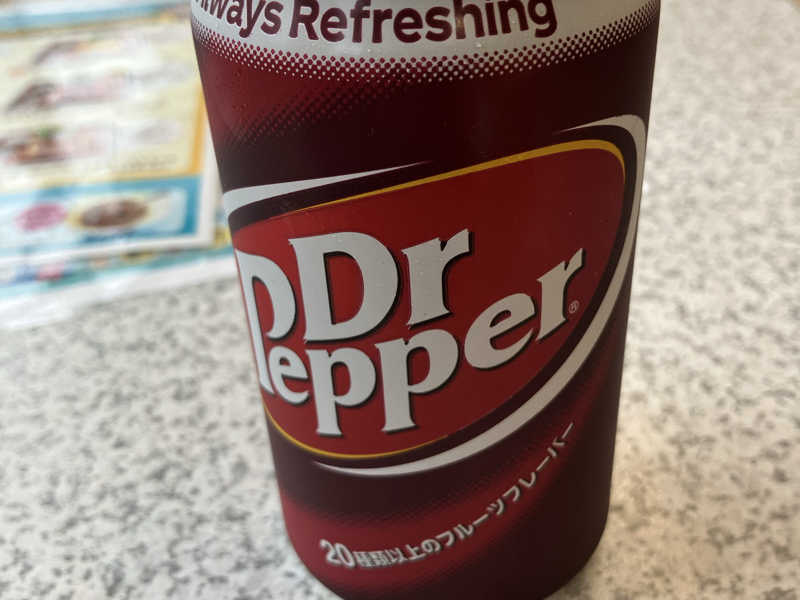 Always Refreshing
Dr
Pepper
®
20種類以上のフルーツフレーバー